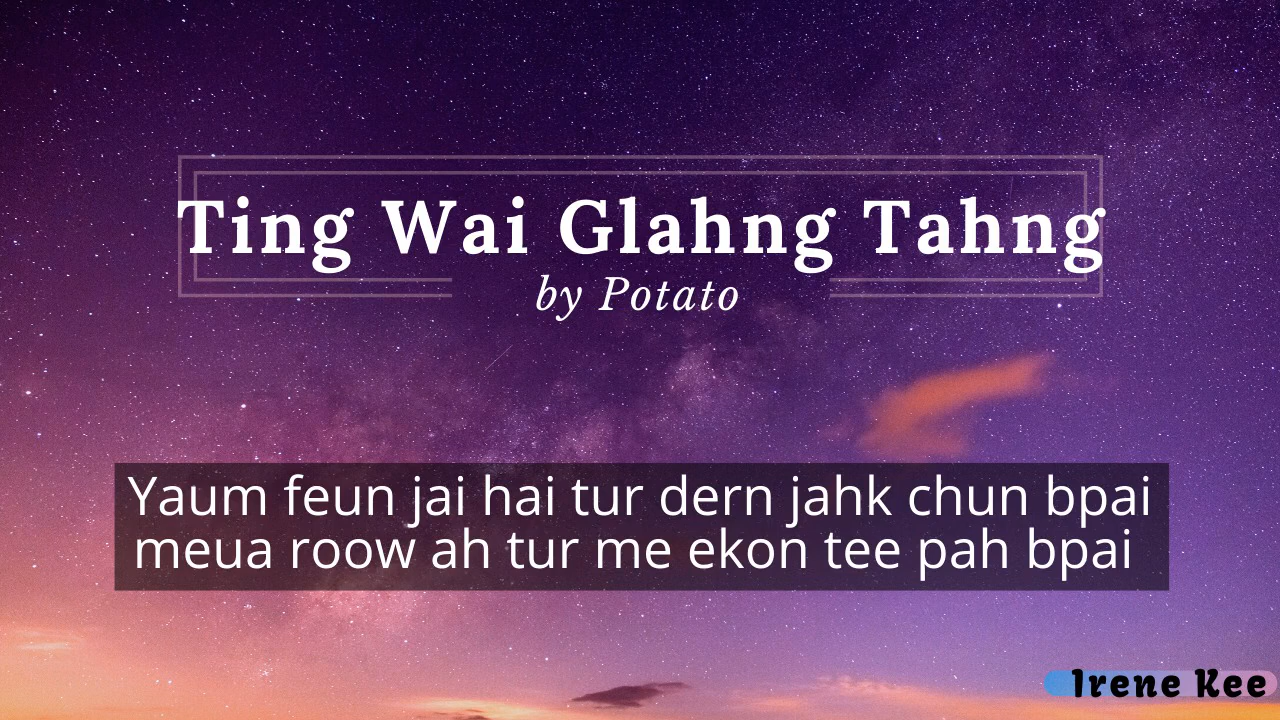 Ting Wai Glahng Tahng
by Potato
Yaum feun jai hai tur dern jahk chun bpai
meua roow ah tur me ekon tee pah bpai
Irene Kee